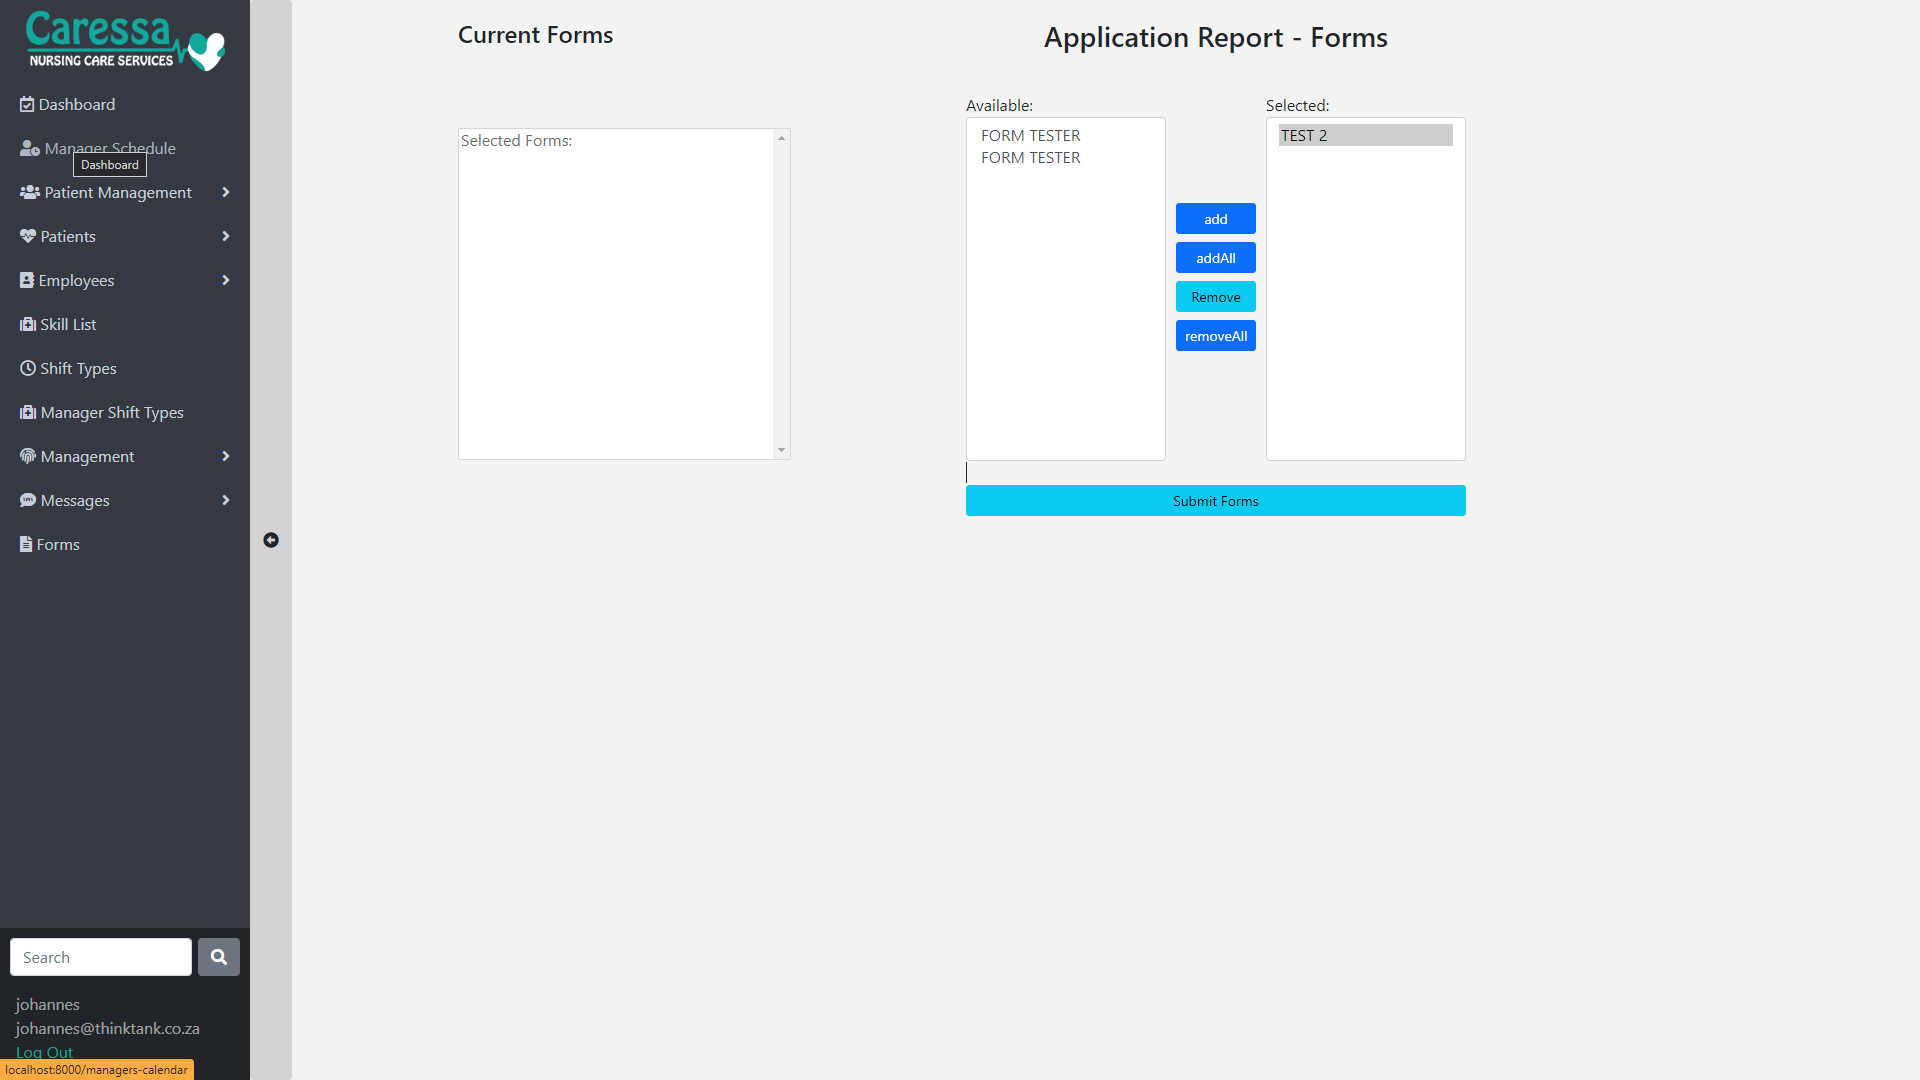 Caressa
NURSING CARE SERVICES
Dashboard
Manager Schedule
Dashboard
Patient Management
Patients
Employees
Skill List
Shift Types
Manager Shift Types
Management
Messages
Forms
Search
johannes
johannes@thinktank.co.za
Log Out
localhost:8000/managers-calendar
Current Forms
Selected Forms:
Application Report - Forms
Available:
FORM TESTER
FORM TESTER
add
addAll
Remove
removeAll
Selected:
TEST 2
Submit Forms